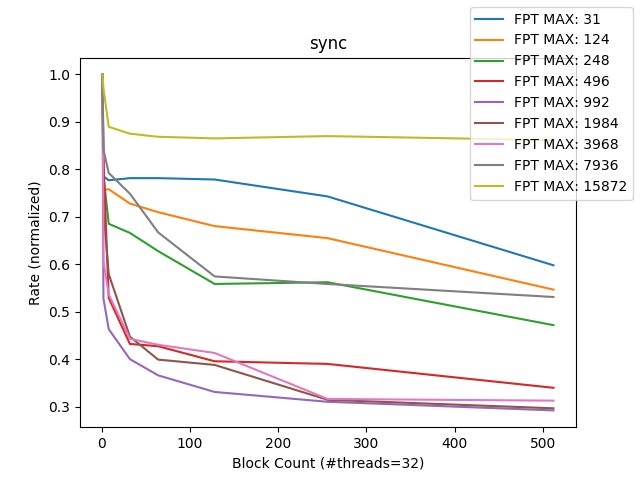 sync
FPT MAX: 31
FPT MAX: 124
FPT MAX: 248
FPT MAX: 496
FPT MAX: 992
FPT MAX: 1984
FPT MAX: 3968
FPT MAX: 7936
FPT MAX: 15872
Rate (normalized)
1.0
0.9
0.8
0.7
0.6
0.5
0.4
0.3
0
100
200
300
400
500
Block Count (#threads=32)